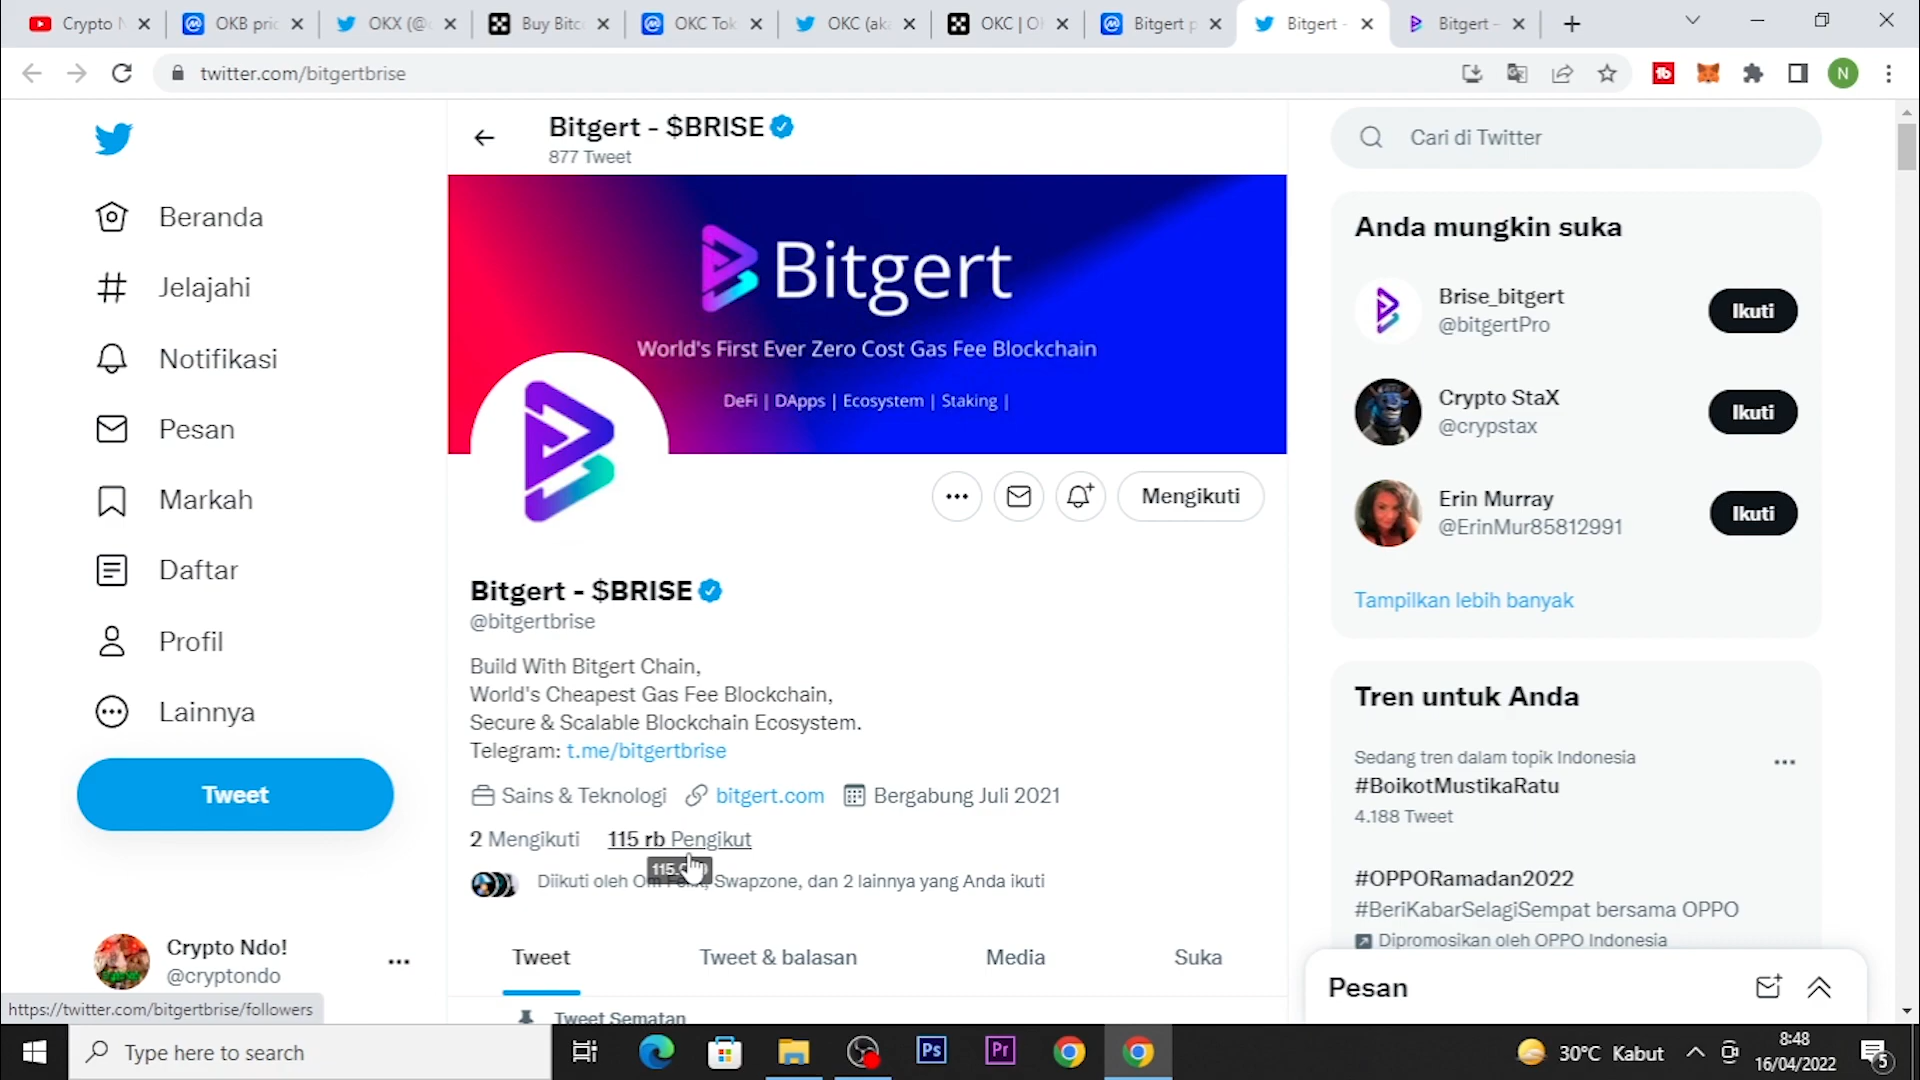 Crypto N
OKB pric
OKX (@o
Buy Bitc
OKC Tok
OKC (aka
OKC | O
Bitgert p
Bitgert -
Bitgert –
twitter.com/bitgertbrise
N
Bitgert - $BRISE
877 Tweet
Cari di Twitter
Beranda
Jelajahi
Notifikasi
Pesan
Markah
Daftar
Profil
Lainnya
Tweet
Crypto Ndo!
@cryptondo
Bitgert
World's First Ever Zero Cost Gas Fee Blockchain
DeFi | DApps | Ecosystem | Staking |
Mengikuti
Bitgert - $BRISE
@bitgertbrise
Build With Bitgert Chain,
World's Cheapest Gas Fee Blockchain,
Secure & Scalable Blockchain Ecosystem.
Telegram: t.me/bitgertbrise
Sains & Teknologi bitgert.com Bergabung Juli 2021
2 Mengikuti 115 rb Pengikut
Diikuti oleh Om Swapzone, dan 2 lainnya yang Anda ikuti
Tweet Tweet & balasan Media Suka
Tweet Sematan
Anda mungkin suka
Brise_bitgert
@bitgertPro
Ikuti
Crypto StaX
@crypstax
Ikuti
Erin Murray
@ErinMur85812991
Ikuti
Tampilkan lebih banyak
Tren untuk Anda
Sedang tren dalam topik Indonesia
#BoikotMustikaRatu
4.188 Tweet
#OPPORamadan2022
#BeriKabarSelagiSempat bersama OPPO
Dipromosikan oleh OPPO Indonesia
Pesan
https://twitter.com/bitgertbrise/followers
Type here to search
Ps
Pr
30°C Kabut
8:48
16/04/2022
5